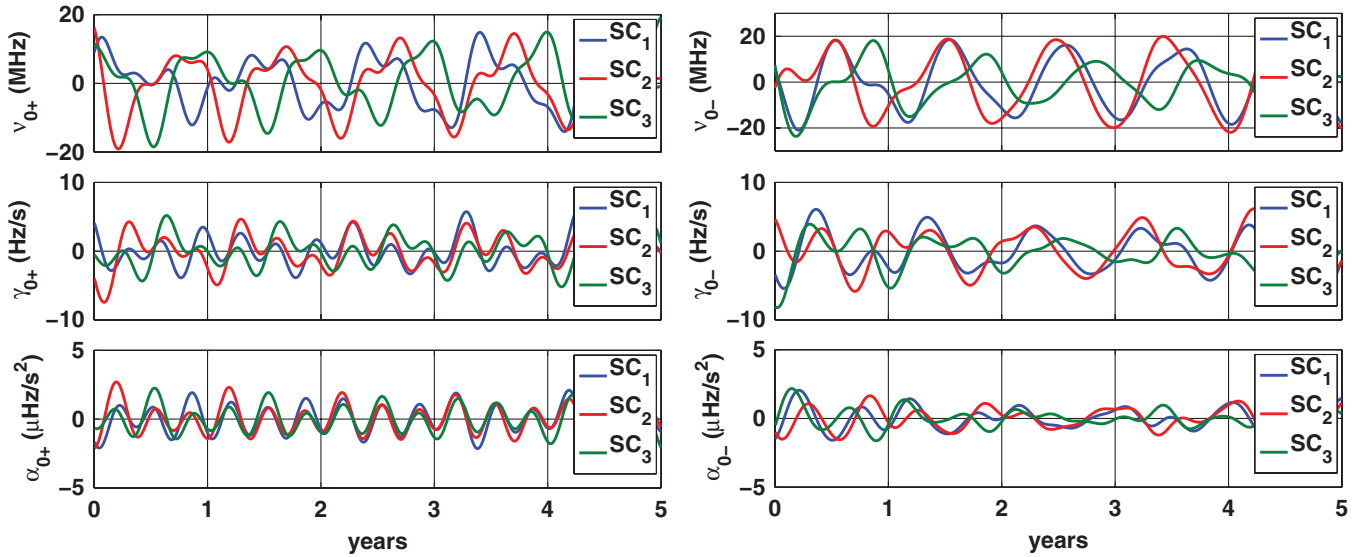 20
0
−20
ν0+ (MHz)
SC1
SC2
SC3
10
0
−10
γ0+ (Hz/s)
SC1
SC2
SC3
5
0
−5
α0+ (μHz/s2)
SC1
SC2
SC3
0 1 2 3 4 5
years
20
0
−20
ν0− (MHz)
SC1
SC2
SC3
10
0
−10
γ0− (Hz/s)
SC1
SC2
SC3
5
0
−5
α0− (μHz/s2)
SC1
SC2
SC3
0 1 2 3 4 5
years